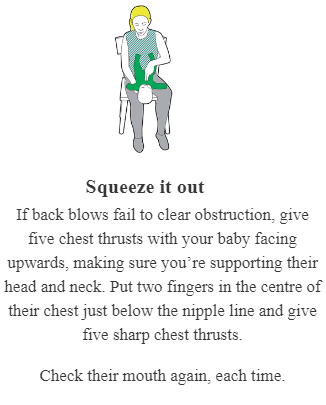 Squeeze it out
If back blows fail to clear obstruction, give
five chest thrusts with your baby facing
upwards, making sure you’re supporting their
head and neck. Put two fingers in the centre of
their chest just below the nipple line and give
five sharp chest thrusts.
Check their mouth again, each time.